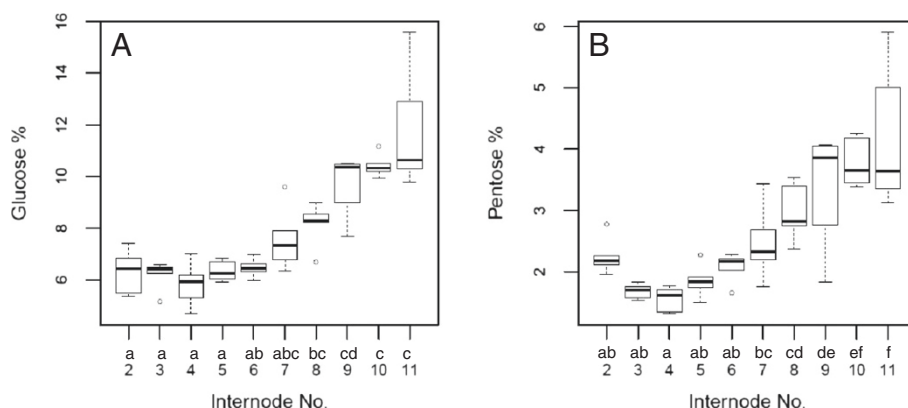 A
Glucose %
16
14
12
10
8
6
a a a a ab abc bc cd c c
2 3 4 5 6 7 8 9 10 11
Internode No.
B
Pentose %
6
5
4
3
2
1
ab ab a ab ab bc cd de ef f
2 3 4 5 6 7 8 9 10 11
Internode No.